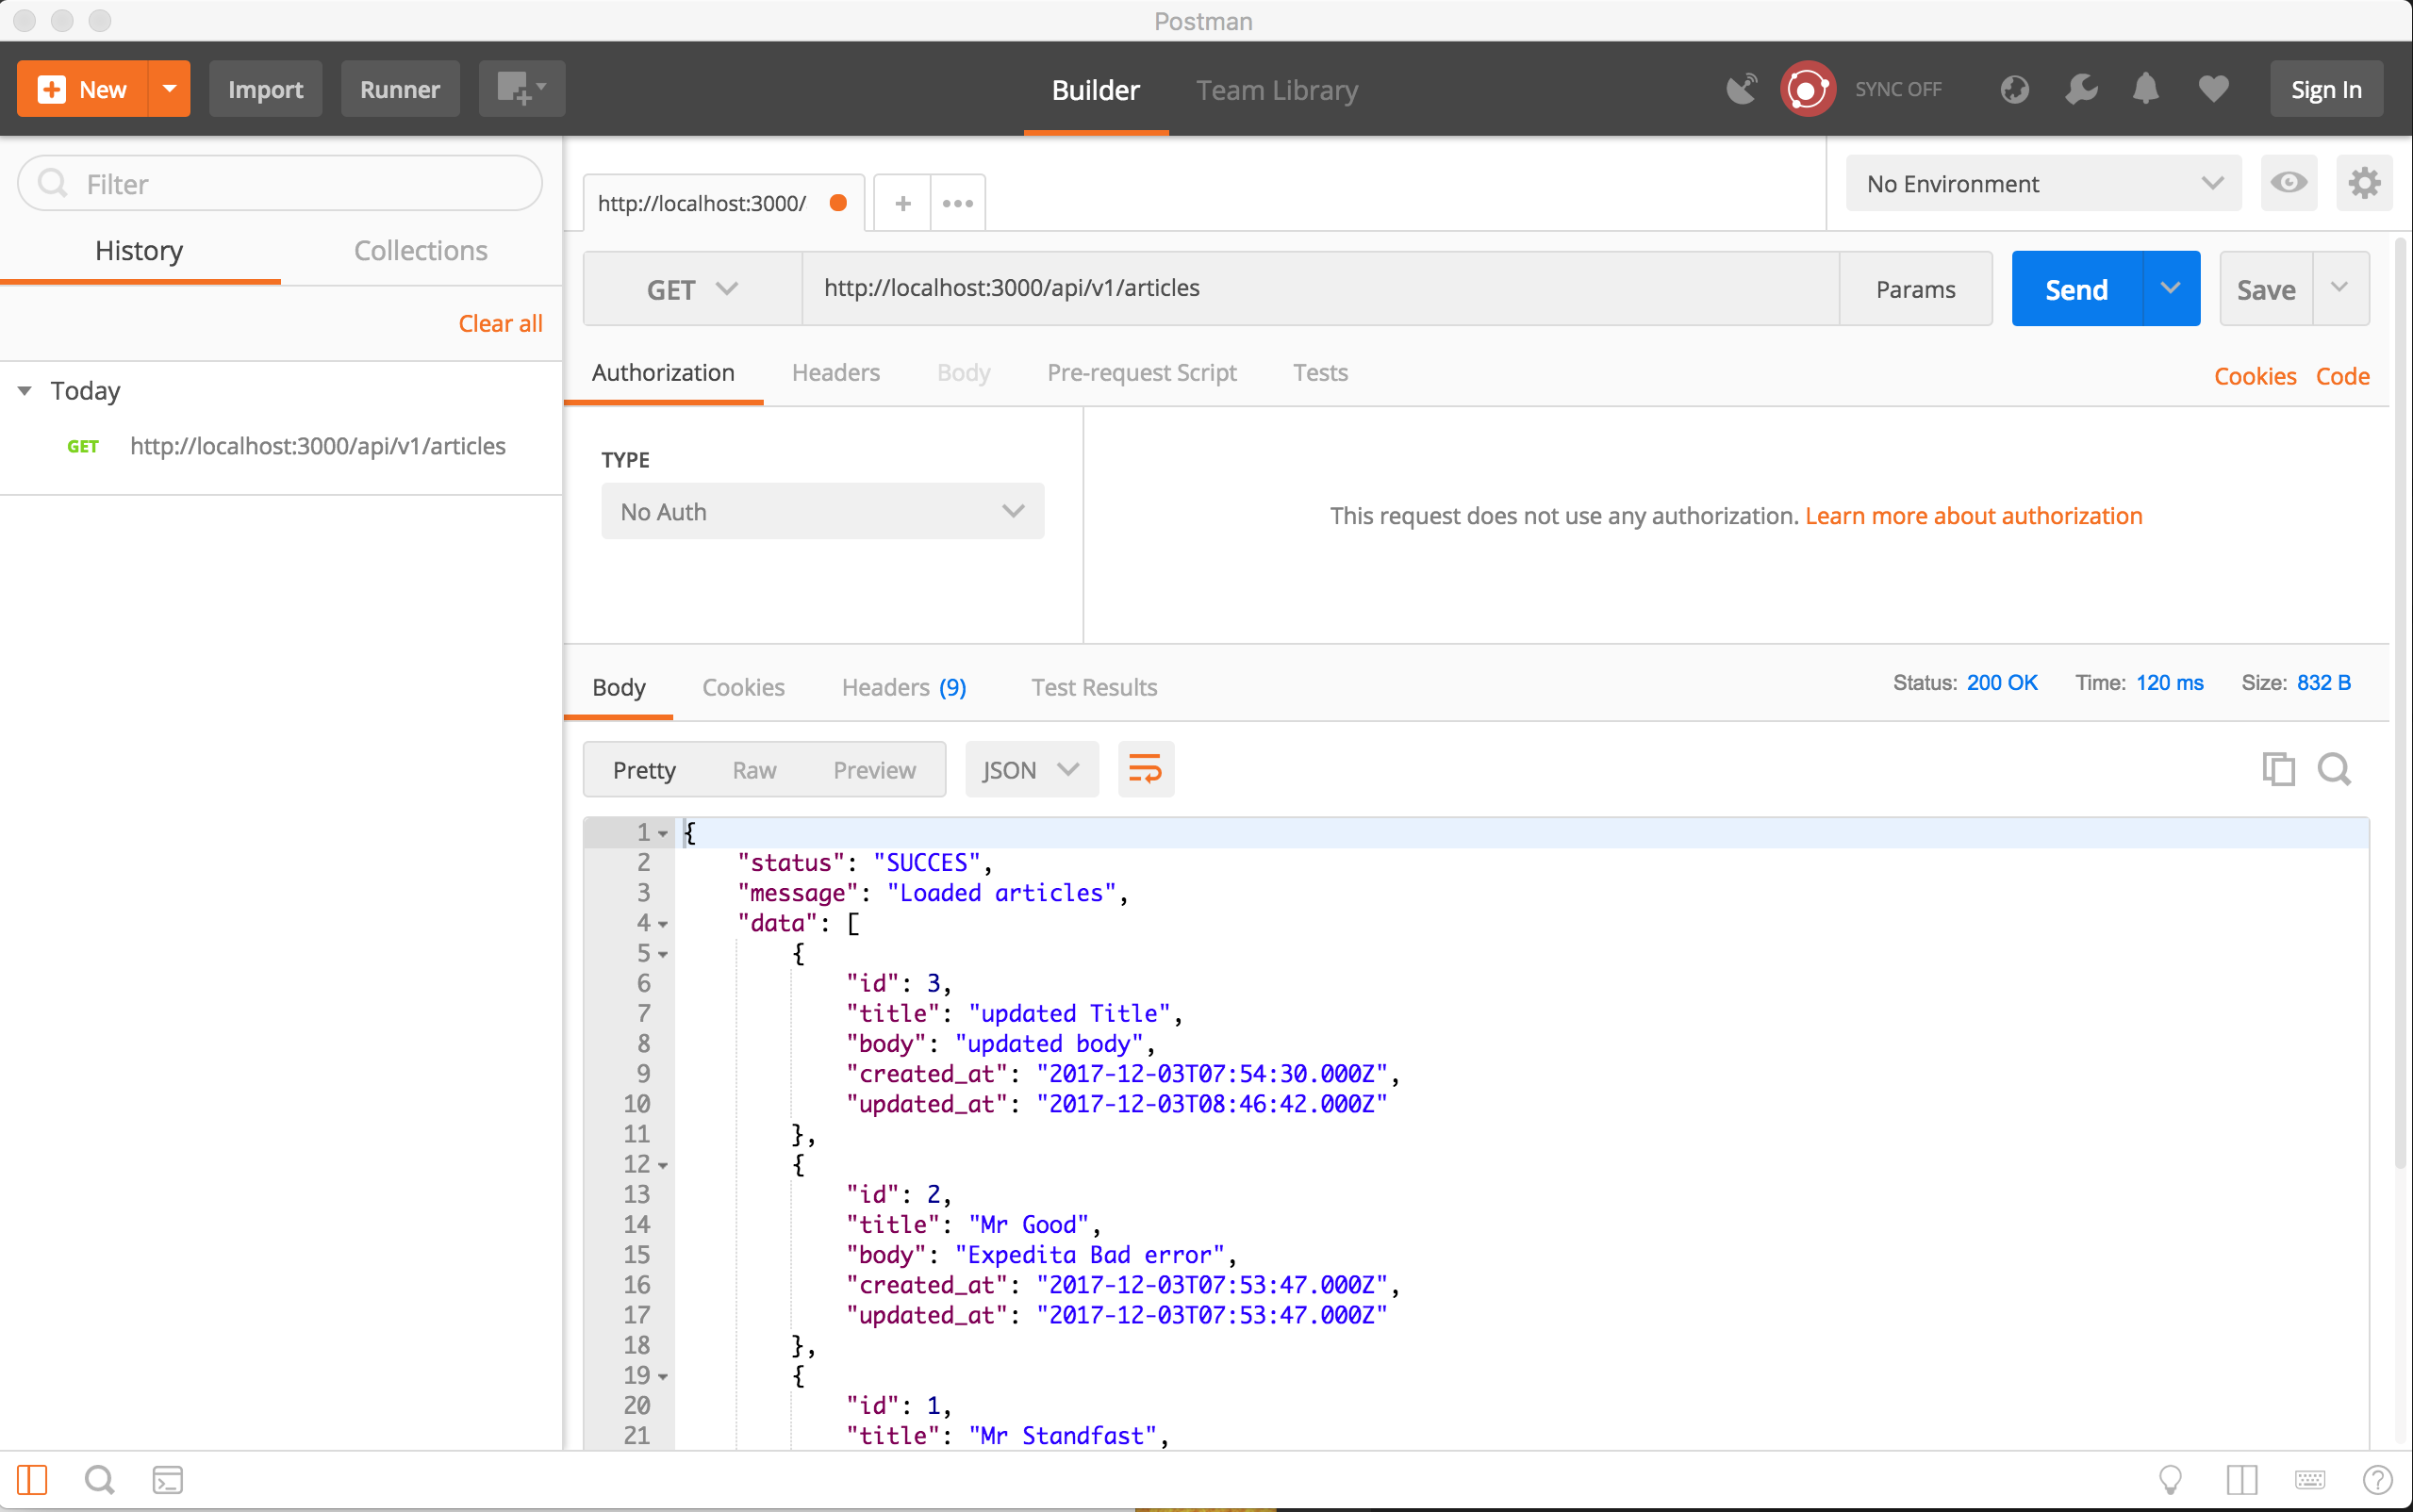 Postman
New Import Runner Builder Team Library SYNC OFF Sign In
Filter
History Collections
Clear all
Today
GET http://localhost:3000/api/v1/articles
http://localhost:3000/ + •••
No Environment
GET http://localhost:3000/api/v1/articles Params Send Save
Authorization Headers Body Pre-request Script Tests Cookies Code
TYPE
No Auth
This request does not use any authorization. Learn more about authorization
Body Cookies Headers (9) Test Results Status: 200 OK Time: 120 ms Size: 832 B
Pretty Raw Preview JSON
1 {
2 "status": "SUCCES",
3 "message": "Loaded articles",
4 "data": [
5 {
6 "id": 3,
7 "title": "updated Title",
8 "body": "updated body",
9 "created_at": "2017-12-03T07:54:30.000Z",
10 "updated_at": "2017-12-03T08:46:42.000Z"
11 },
12 {
13 "id": 2,
14 "title": "Mr Good",
15 "body": "Expedita Bad error",
16 "created_at": "2017-12-03T07:53:47.000Z",
17 "updated_at": "2017-12-03T07:53:47.000Z"
18 },
19 {
20 "id": 1,
21 "title": "Mr Standfast",